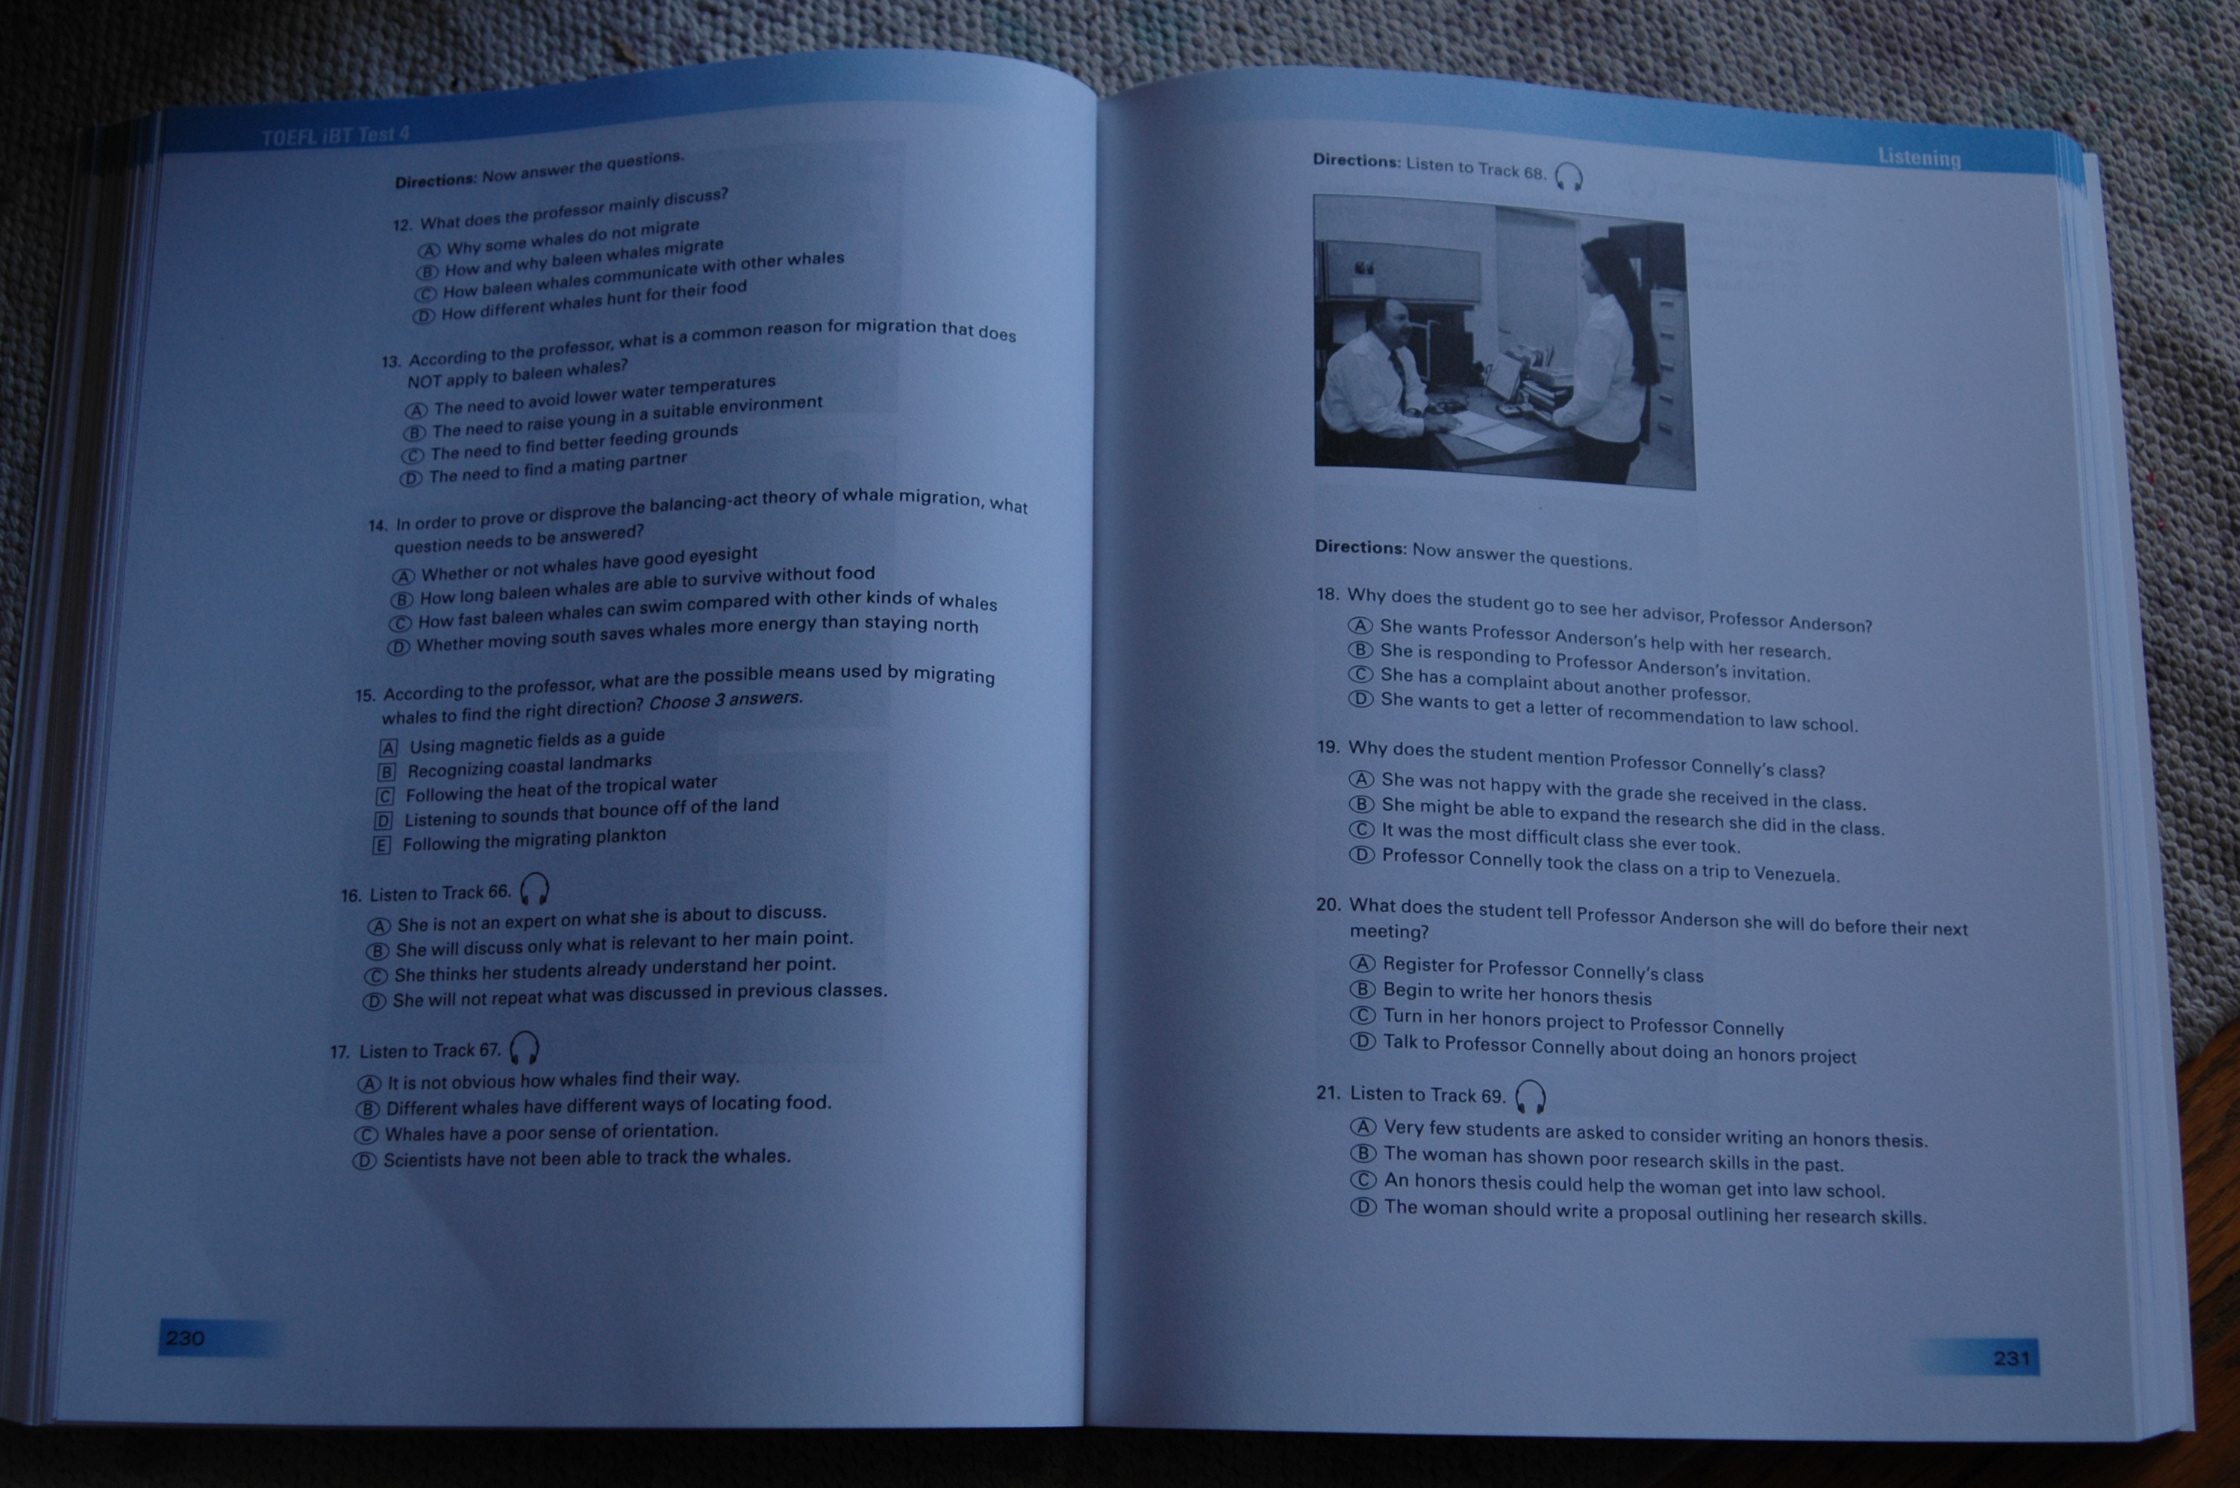 TOEFL iBT Test 4
Directions: Now answer the questions.
12. What does the professor mainly discuss?
A Why some whales do not migrate
B How and why baleen whales migrate
C How baleen whales communicate with other whales
D How different whales hunt for their food
13. According to the professor, what is a common reason for migration that does
NOT apply to baleen whales?
A The need to avoid lower water temperatures
B The need to raise young in a suitable environment
C The need to find better feeding grounds
D The need to find a mating partner
14. In order to prove or disprove the balancing-act theory of whale migration, what
question needs to be answered?
A Whether or not whales have good eyesight
B How long baleen whales are able to survive without food
C How fast baleen whales can swim compared with other kinds of whales
D Whether moving south saves whales more energy than staying north
15. According to the professor, what are the possible means used by migrating
whales to find the right direction? Choose 3 answers.
A Using magnetic fields as a guide
B Recognizing coastal landmarks
C Following the heat of the tropical water
D Listening to sounds that bounce off of the land
E Following the migrating plankton
16. Listen to Track 66.
A She is not an expert on what she is about to discuss.
B She will discuss only what is relevant to her main point.
C She thinks her students already understand her point.
D She will not repeat what was discussed in previous classes.
17. Listen to Track 67.
A It is not obvious how whales find their way.
B Different whales have different ways of locating food.
C Whales have a poor sense of orientation.
D Scientists have not been able to track the whales.
230
Listening
Directions: Listen to Track 68.
Directions: Now answer the questions.
18. Why does the student go to see her advisor, Professor Anderson?
A She wants Professor Anderson's help with her research.
B She is responding to Professor Anderson's invitation.
C She has a complaint about another professor.
D She wants to get a letter of recommendation to law school.
19. Why does the student mention Professor Connelly's class?
A She was not happy with the grade she received in the class.
B She might be able to expand the research she did in the class.
C It was the most difficult class she ever took.
D Professor Connelly took the class on a trip to Venezuela.
20. What does the student tell Professor Anderson she will do before their next
meeting?
A Register for Professor Connelly's class
B Begin to write her honors thesis
C Turn in her honors project to Professor Connelly
D Talk to Professor Connelly about doing an honors project
21. Listen to Track 69.
A Very few students are asked to consider writing an honors thesis.
B The woman has shown poor research skills in the past.
C An honors thesis could help the woman get into law school.
D The woman should write a proposal outlining her research skills.
231